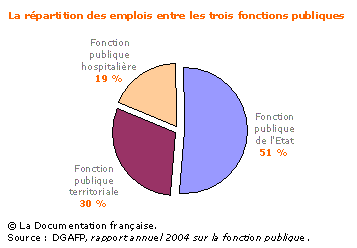 La répartition des emplois entre les trois fonctions publiques
Fonction
publique
hospitalière
19 %
Fonction
publique
de l'Etat
51 %
Fonction
publique
territoriale
30 %
© La Documentation française.
Source : DGAFP, rapport annuel 2004 sur la fonction publique.